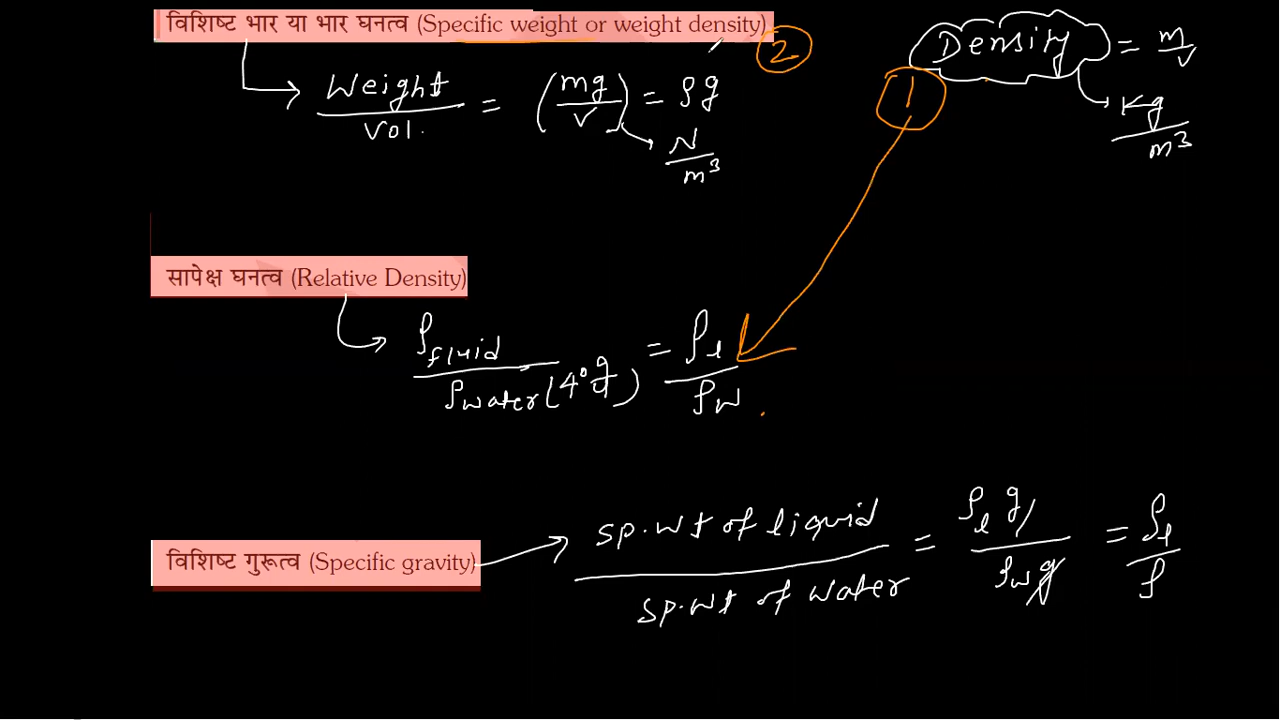 विशिष्ट भार या भार घनत्व (Specific weight or weight density)
2
Density = m/v
1
Kg/m³
Weight/Vol. = (mg/v) = ρg
N/m³
सापेक्ष घनत्व (Relative Density)
ρfluid/ρwater(4°C) = ρl/ρw
विशिष्ट गुरूत्व (Specific gravity)
sp.wt of liquid/sp.wt of water = ρl g/ρw g = ρl/ρ